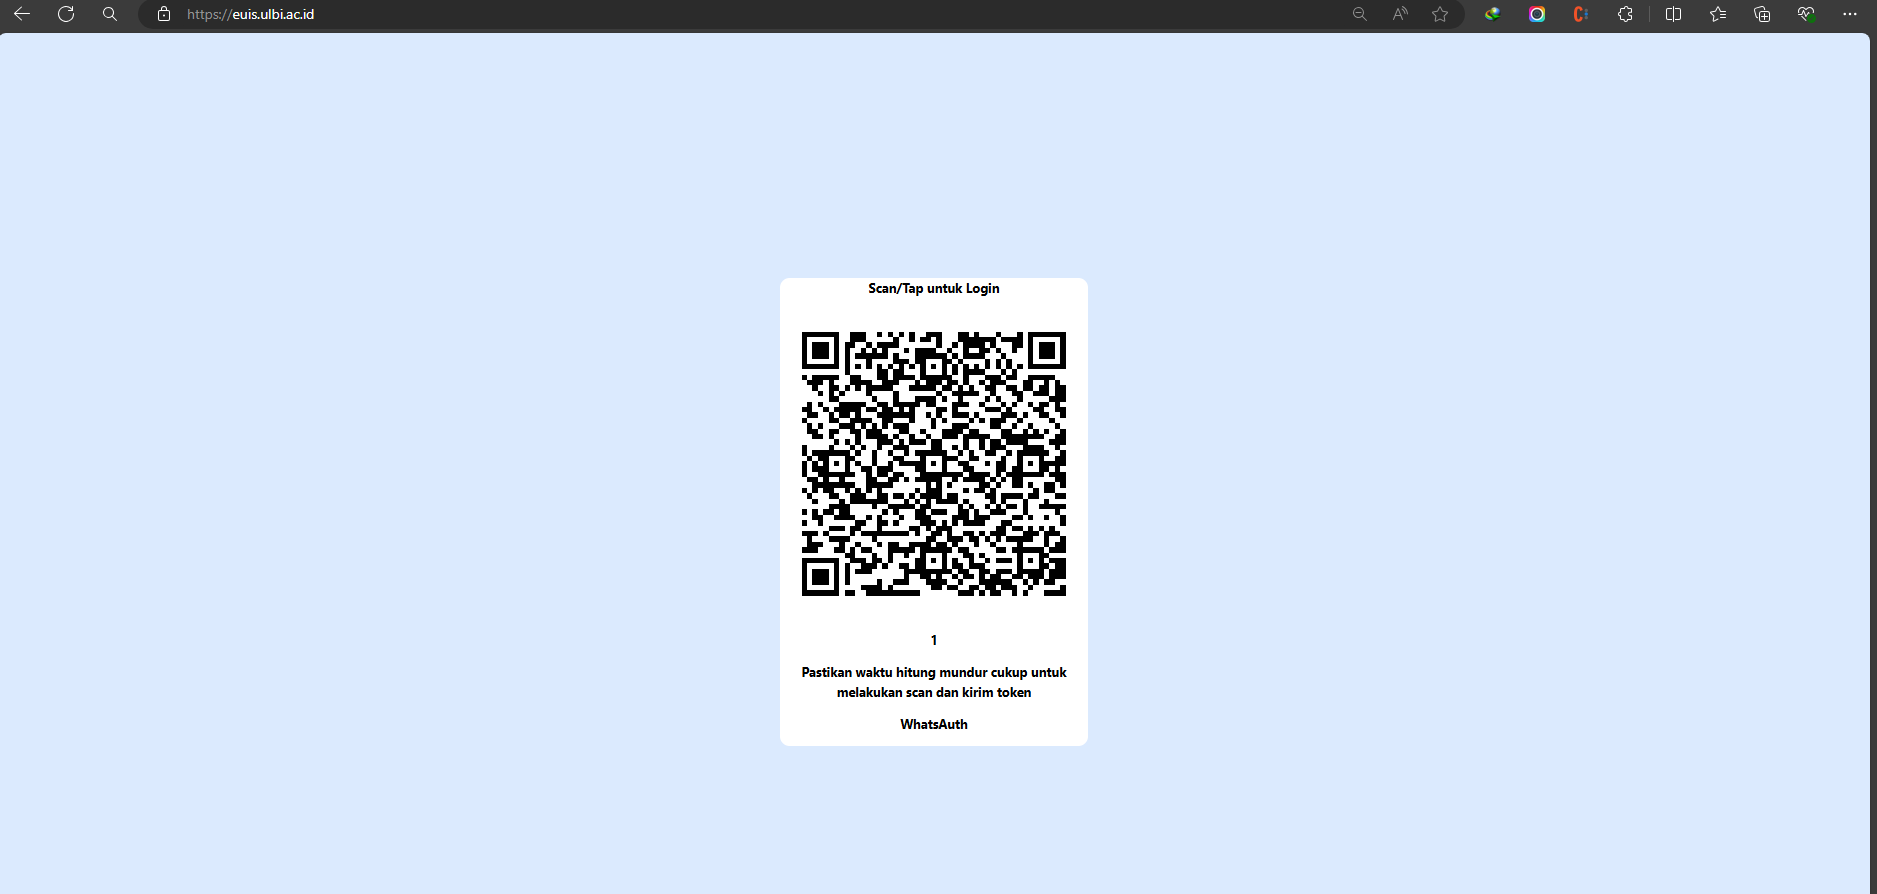 https://euis.ulbi.ac.id
Scan/Tap untuk Login
1
Pastikan waktu hitung mundur cukup untuk
melakukan scan dan kirim token
WhatsAuth